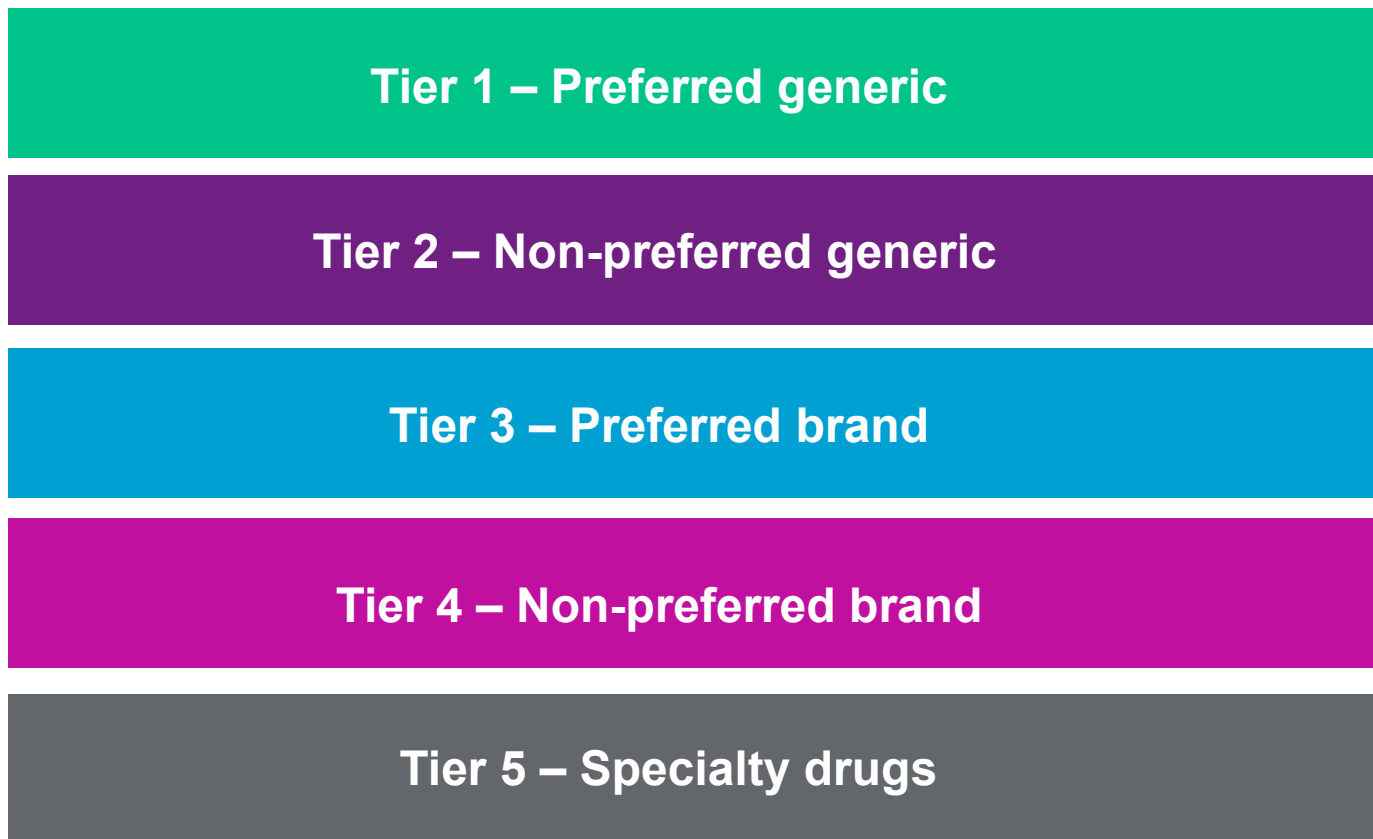 Tier 1 – Preferred generic
Tier 2 – Non-preferred generic
Tier 3 – Preferred brand
Tier 4 – Non-preferred brand
Tier 5 – Specialty drugs